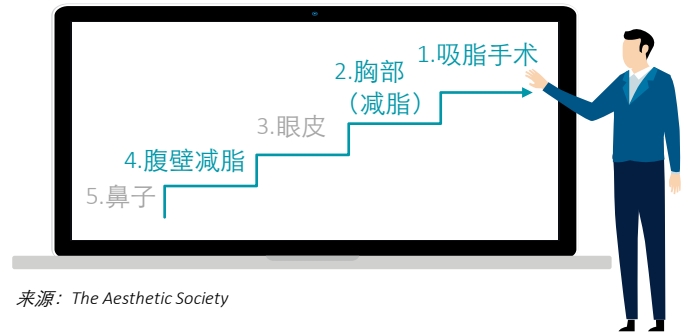 1.吸脂手术
2.胸部
（减脂）
3.眼皮
4.腹壁减脂
5.鼻子
来源：The Aesthetic Society